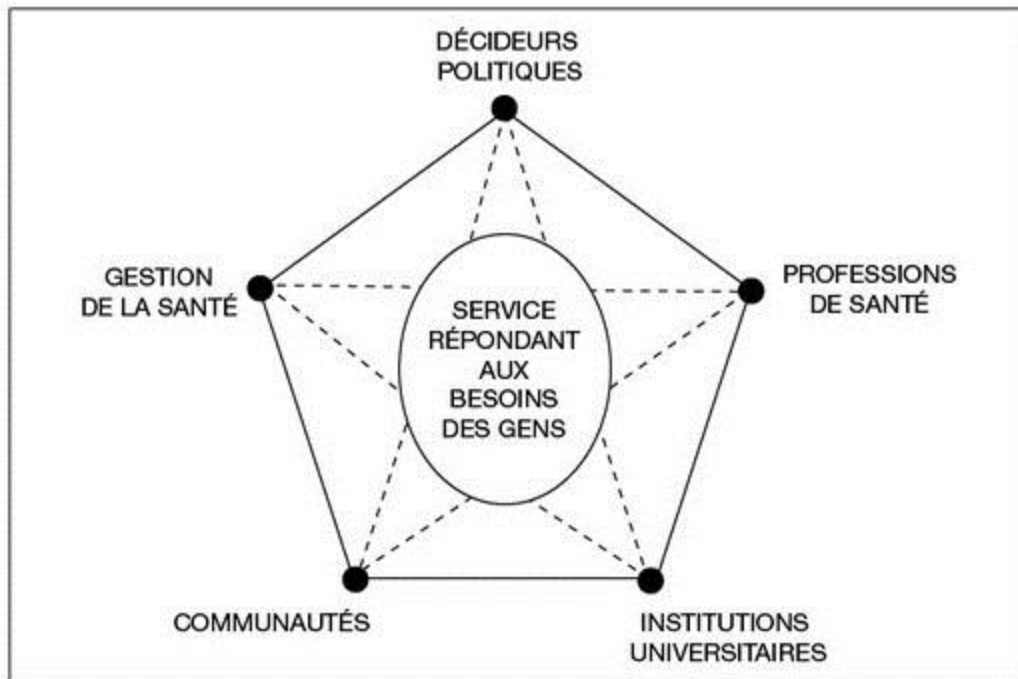 DÉCIDEURS
POLITIQUES
GESTION
DE LA SANTÉ
PROFESSIONS
DE SANTÉ
SERVICE
RÉPONDANT
AUX
BESOINS
DES GENS
COMMUNAUTÉS
INSTITUTIONS
UNIVERSITAIRES